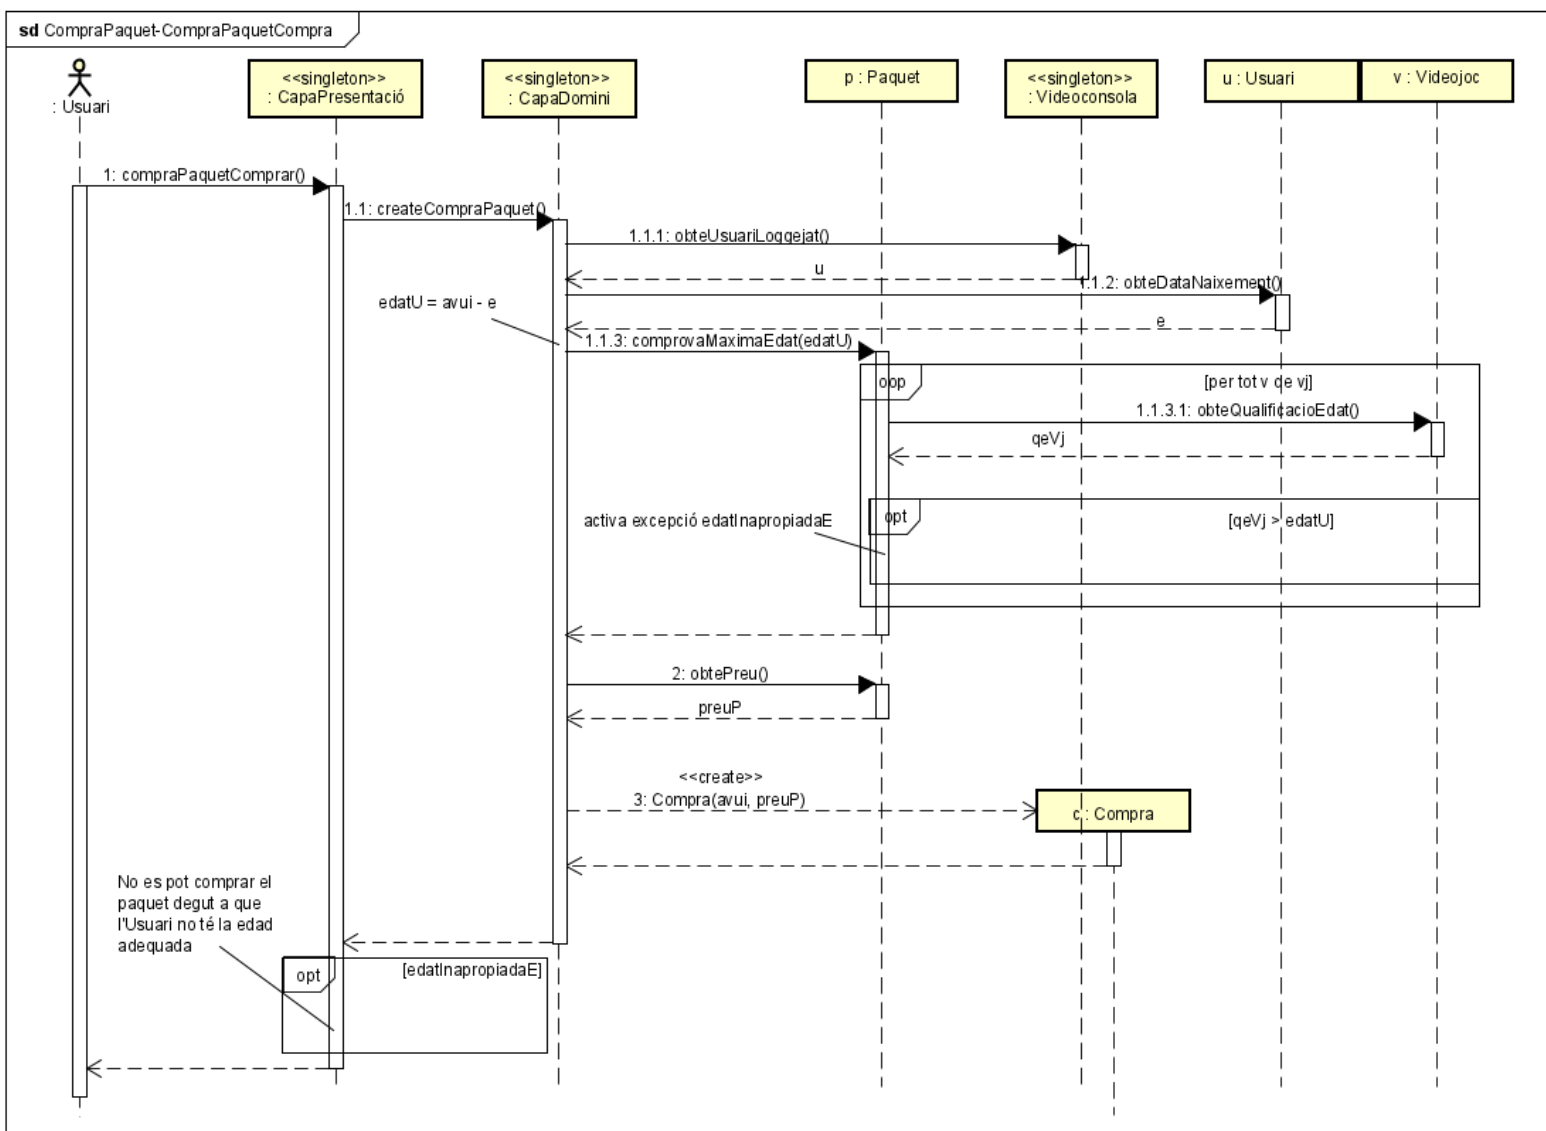 sd CompraPaquet-CompraPaquetCompra
: Usuari
<<singleton>>
: CapaPresentació
<<singleton>>
: CapaDomini
p : Paquet
<<singleton>>
: Videoconsola
u : Usuari
v : Videojoc
1: compraPaquetComprar()
1.1: createCompraPaquet()
1.1.1: obteUsuariLoggejat()
u
1.1.2: obteDataNaixement()
edatU = avui - e
e
1.1.3: comprovaMaximaEdat(edatU)
oop
[per tot v de vj]
1.1.3.1: obteQualificacioEdat()
qeVj
activa excepció edatInapropiadaE
opt
[qeVj > edatU]
2: obtePreu()
preuP
<<create>>
3: Compra(avui, preuP)
c : Compra
No es pot comprar el
paquet degut a que
l'Usuari no té la edad
adequada
opt
[edatInapropiadaE]